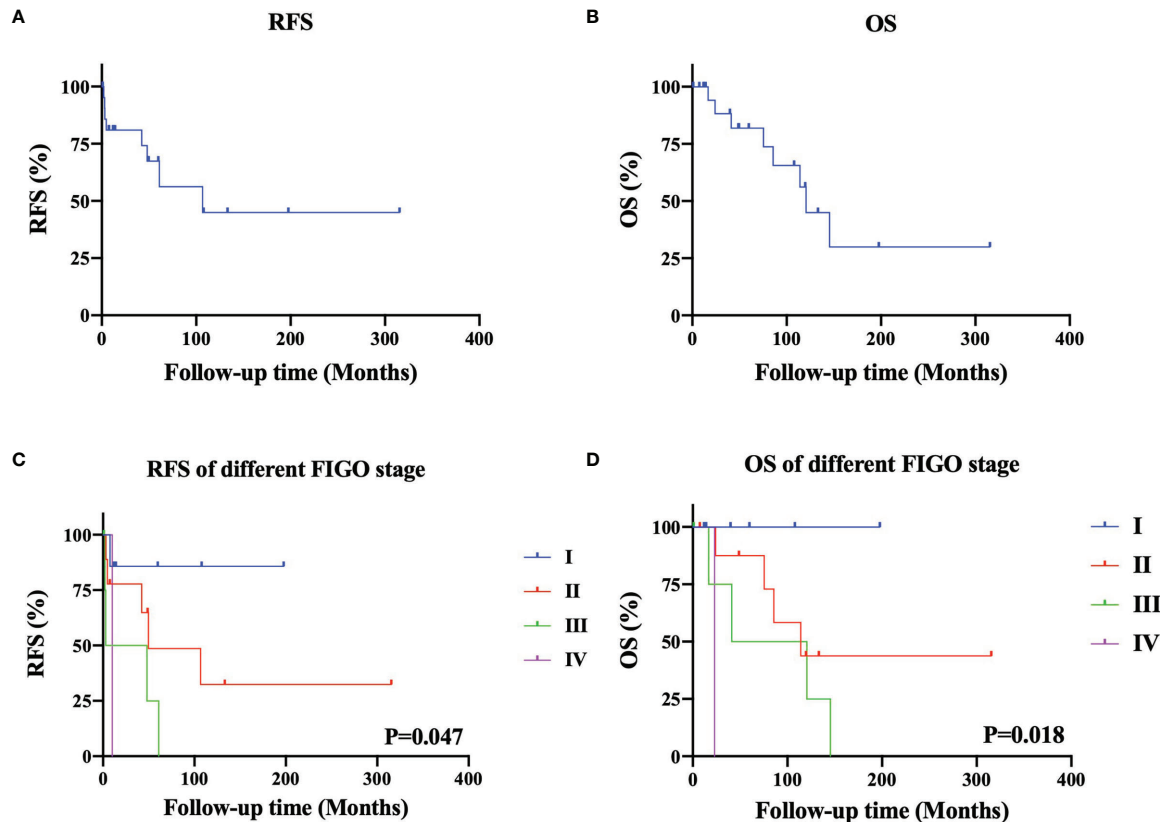 A
RFS
100
75
50
25
0
RFS (%)
0 100 200 300 400
Follow-up time (Months)
B
OS
100
75
50
25
0
OS (%)
0 100 200 300 400
Follow-up time (Months)
C
RFS of different FIGO stage
100
75
50
25
0
RFS (%)
P=0.047
0 100 200 300 400
Follow-up time (Months)
I
II
III
IV
D
OS of different FIGO stage
100
75
50
25
0
OS (%)
P=0.018
0 100 200 300 400
Follow-up time (Months)
I
II
III
IV